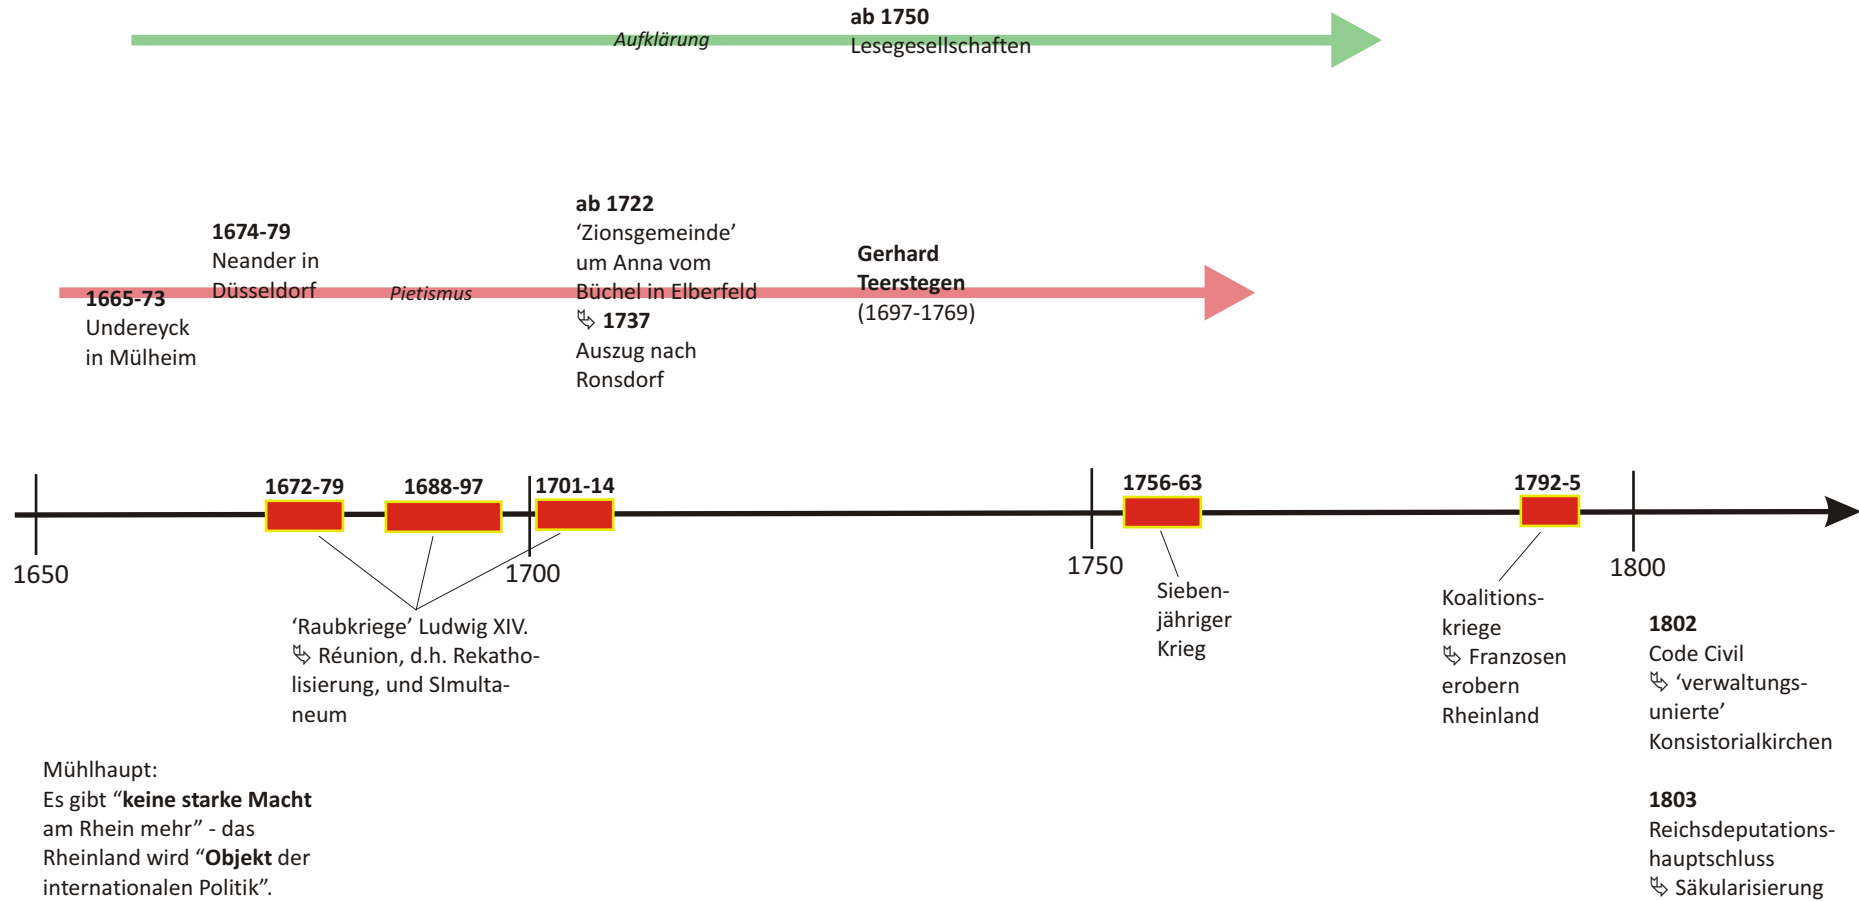 ab 1750
Aufklärung
Lesegesellschaften
1674-79
Neander in
Düsseldorf
1665-73
Undereyck
in Mülheim
Pietismus
ab 1722
‘Zionsgemeinde’
um Anna vom
Büchel in Elberfeld
↳ 1737
Auszug nach
Ronsdorf
Gerhard
Teerstegen
(1697-1769)
1672-79
1688-97
1701-14
1756-63
1792-5
1650
1700
1750
1800
‘Raubkriege’ Ludwig XIV.
↳ Réunion, d.h. Rekatho-
lisierung, und SImulta-
neum
Sieben-
jähriger
Krieg
Koalitions-
kriege
↳ Franzosen
erobern
Rheinland
1802
Code Civil
↳ ‘verwaltungs-
unierte’
Konsistorialkirchen
1803
Reichsdeputations-
hauptschluss
↳ Säkularisierung
Mühlhaupt:
Es gibt “keine starke Macht
am Rhein mehr” - das
Rheinland wird “Objekt der
internationalen Politik”.